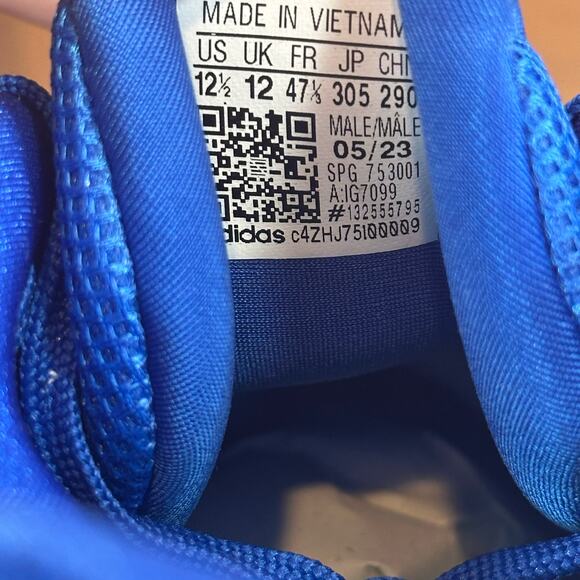 MADE IN VIETNAM
US UK FR JP CHN
12½ 12 47⅓ 305 290
MALE/MÂLE
05/23
SPG 753001
A:IG7099
#132555795
adidas c4ZHJ75I00009